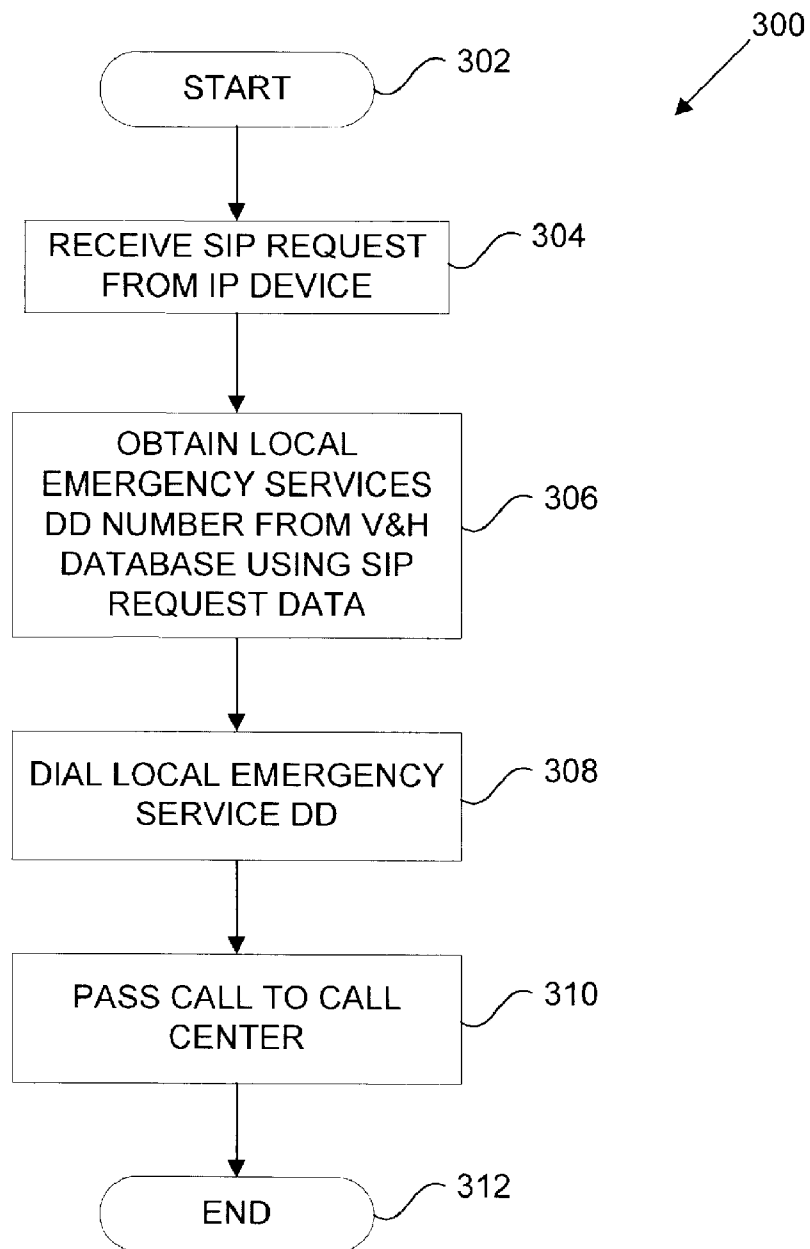 300
START
302
RECEIVE SIP REQUEST
FROM IP DEVICE
304
OBTAIN LOCAL
EMERGENCY SERVICES
DD NUMBER FROM V&H
DATABASE USING SIP
REQUEST DATA
306
DIAL LOCAL EMERGENCY
SERVICE DD
308
PASS CALL TO CALL
CENTER
310
END
312